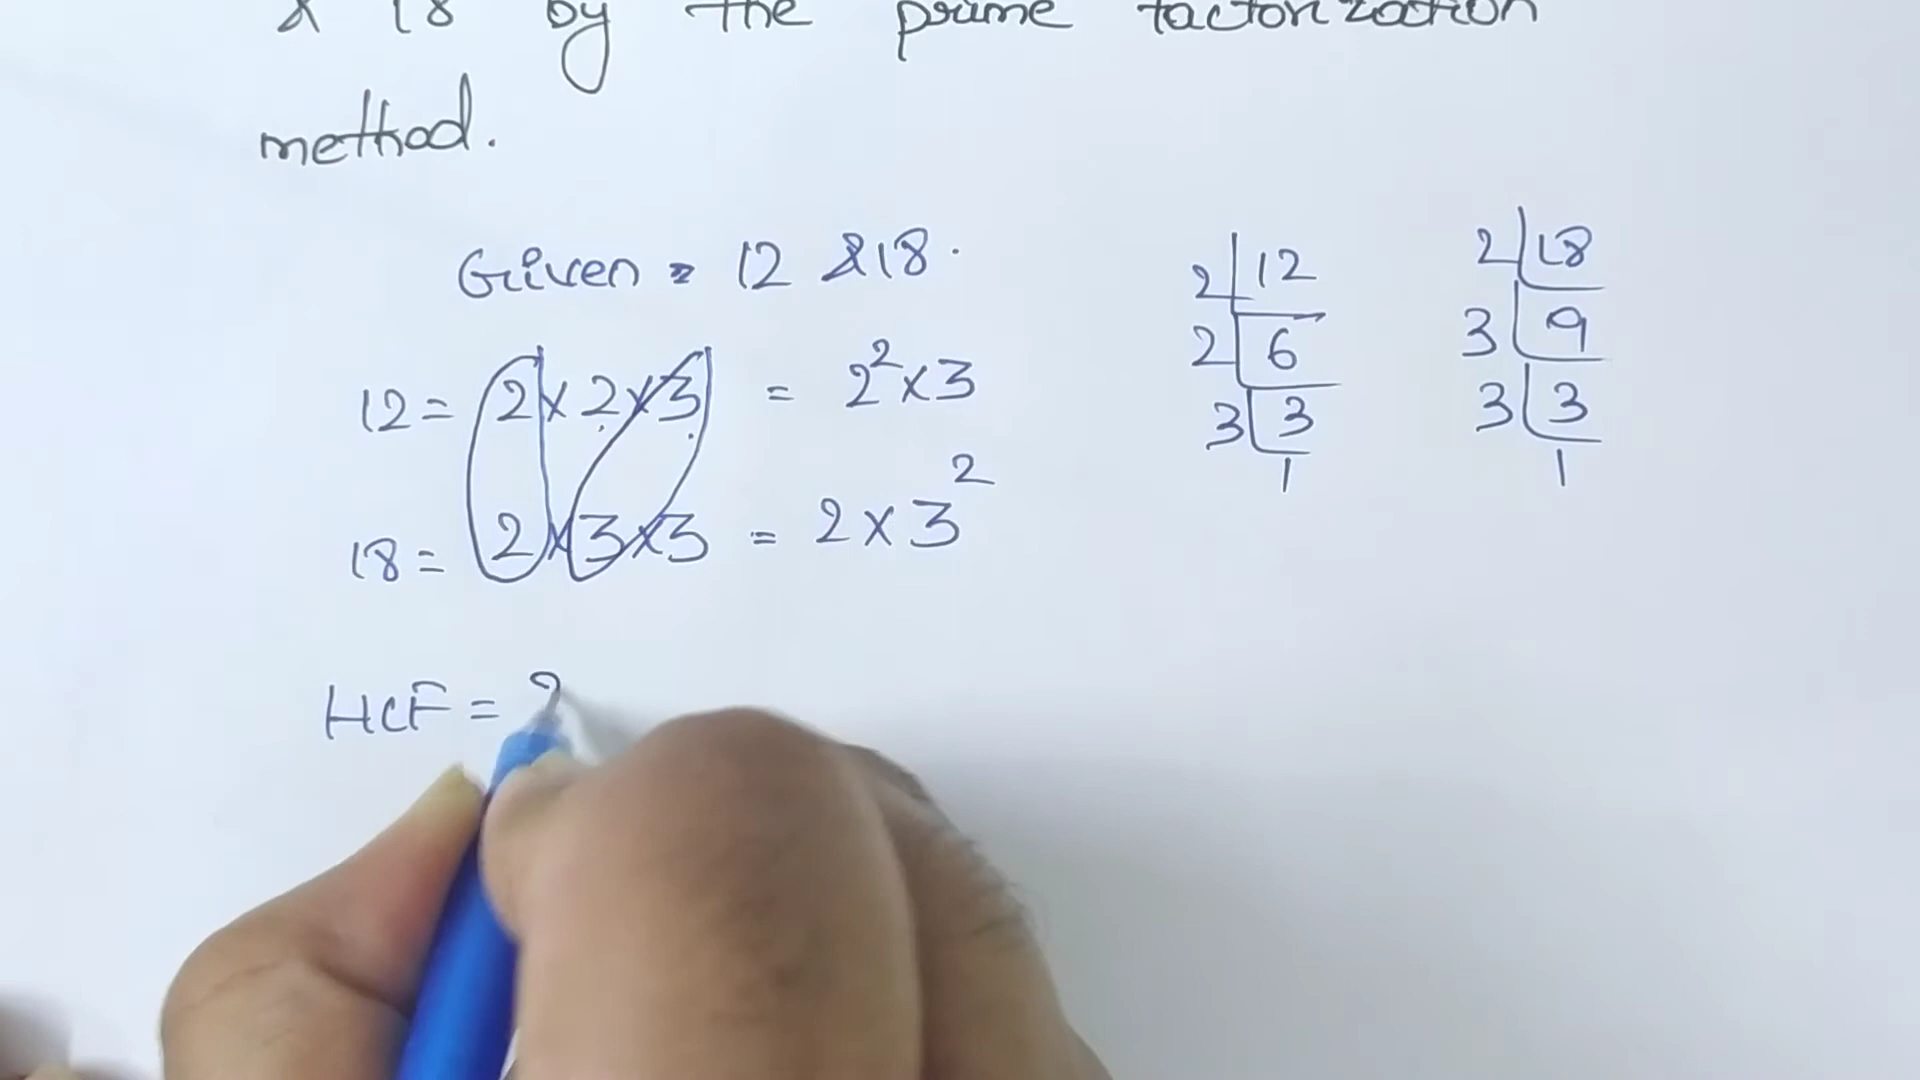 & 18 by the prime factorization
method.
Given = 12 & 18.
12 = 2 × 2 × 3 = 2² × 3
18 = 2 × 3 × 3 = 2 × 3²
HCF = 2
2 | 12
2 | 6
3 | 3
1
2 | 18
3 | 9
3 | 3
1